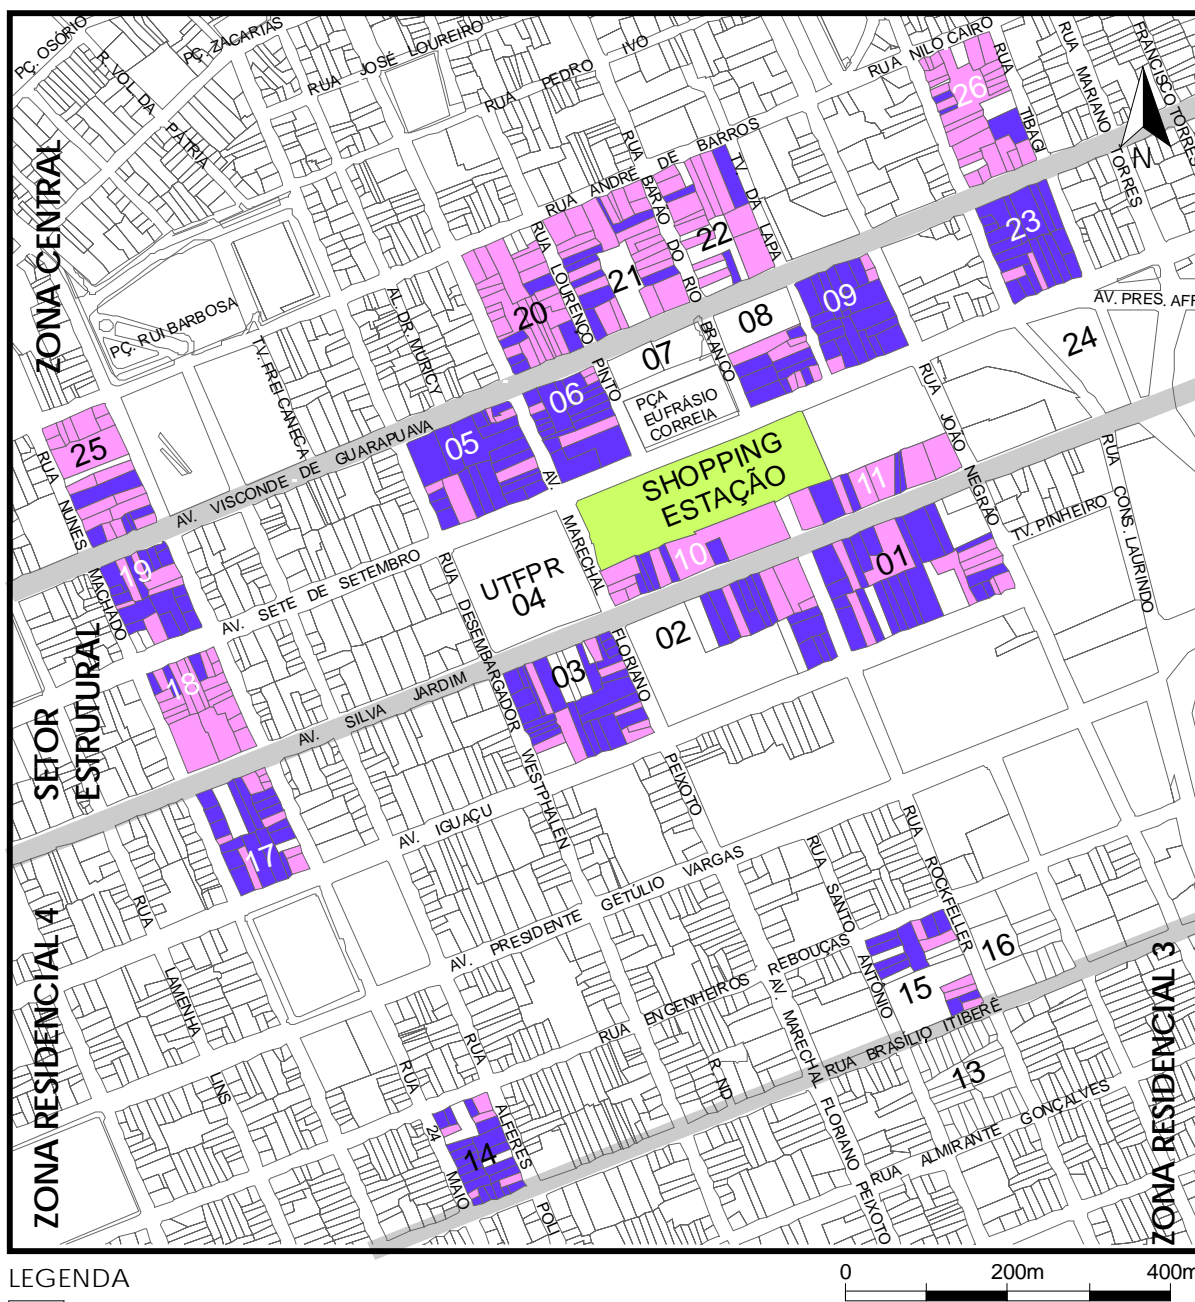 PÇ. OSÓRIO
PÇ. ZACARIAS
R. VOL. DA
PÁTRIA
RUA JOSÉ LOUREIRO
RUA PEDRO
IVO
RUA NILO CAIRO
RUA
TIBAGI
RUA
MARIANO
TORRES
FRANCISCO TORRES
N
ZONA CENTRAL
RUA ANDRÉ DE BARROS
RUA
BARÃO
DO
RIO
BRANCO
TV. DA
LAPA
RUA
LOURENÇO
PINTO
26
23
22
21
20
09
08
07
06
05
24
25
PÇ. RUI BARBOSA
AL. DR. MURICY
TV. FREI CANECA
AV. PRES. AFF
PÇA
EUFRÁSIO
CORREIA
SHOPPING
ESTAÇÃO
RUA
JOÃO
NEGRÃO
AV. VISCONDE DE GUARAPUAVA
RUA
NUNES
MACHADO
AV.
MARECHAL
FLORIANO
PEIXOTO
AV. SETE DE SETEMBRO
RUA
DESEMBARGADOR
WESTPHALEN
UTFPR
04
11
10
01
02
03
TV. PINHEIRO
RUA
CONS. LAURINDO
19
18
17
SETOR
ESTRUTURAL
AV. SILVA JARDIM
AV. IGUAÇU
AV. PRESIDENTE GETÚLIO VARGAS
RUA ENGENHEIROS REBOUÇAS
RUA
SANTO
ANTÔNIO
RUA
ROCKFELLER
16
15
13
14
RUA
LAMENHA
LINS
RUA
24
MAIO
RUA
ALFERES
POLI
R. ND
AV. MARECHAL FLORIANO PEIXOTO
RUA BRASÍLIO ITIBERÊ
RUA ALMIRANTE GONÇALVES
ZONA RESIDENCIAL 4
ZONA RESIDENCIAL 3
LEGENDA
0 200m 400m